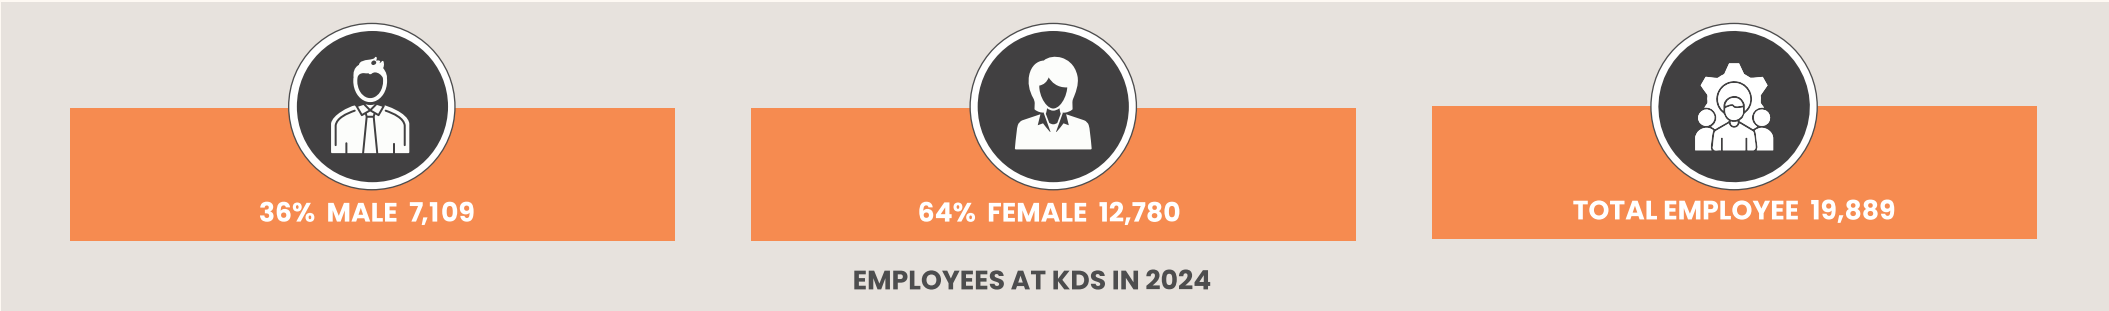 36% MALE 7,109
64% FEMALE 12,780
TOTAL EMPLOYEE 19,889
EMPLOYEES AT KDS IN 2024